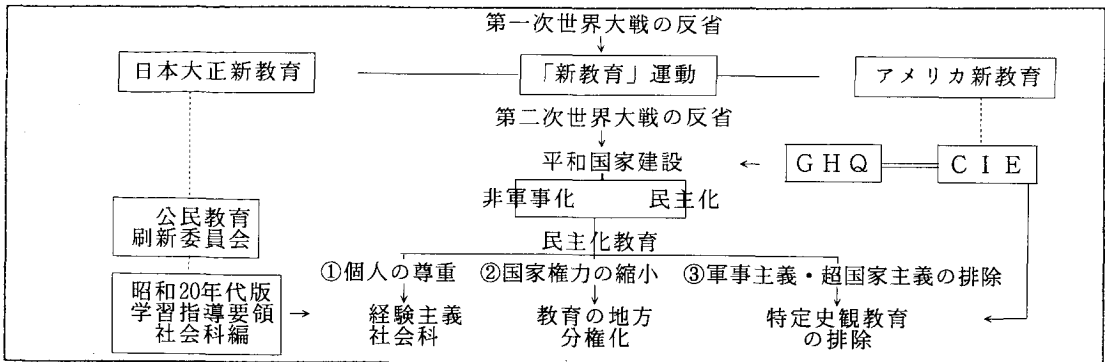 第一次世界大戦の反省
日本大正新教育
「新教育」運動
アメリカ新教育
第二次世界大戦の反省
平和国家建設
GHQ
CIE
非軍事化 民主化
公民教育
刷新委員会
民主化教育
①個人の尊重 ②国家権力の縮小 ③軍事主義・超国家主義の排除
昭和20年代版
学習指導要領
社会科編
経験主義
社会科
教育の地方
分権化
特定史観教育
の排除